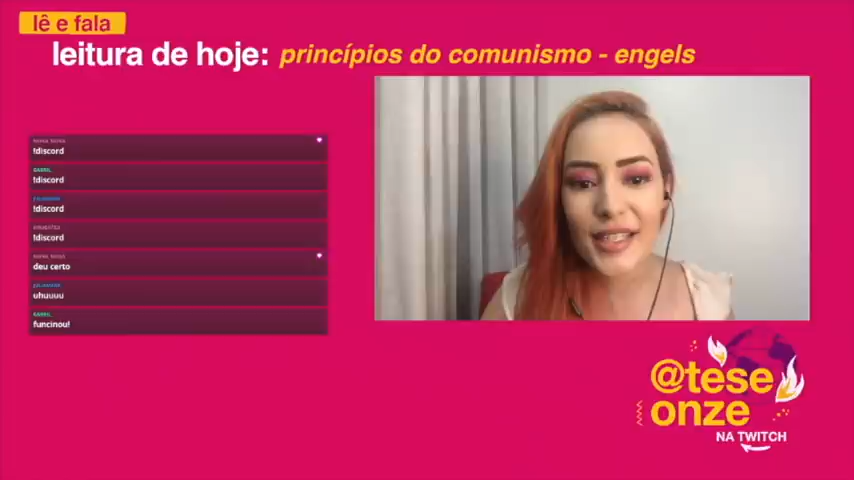 lê e fala
leitura de hoje: princípios do comunismo - engels
!discord
!discord
!discord
!discord
deu certo
uhuuuu
funcinou!
@tese
onze
NA TWITCH